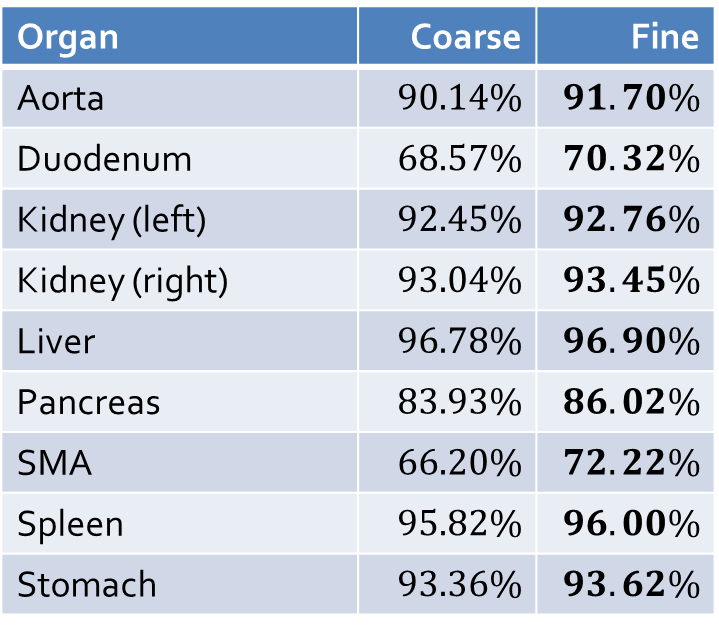 Organ Coarse Fine
Aorta 90.14% 91.70%
Duodenum 68.57% 70.32%
Kidney (left) 92.45% 92.76%
Kidney (right) 93.04% 93.45%
Liver 96.78% 96.90%
Pancreas 83.93% 86.02%
SMA 66.20% 72.22%
Spleen 95.82% 96.00%
Stomach 93.36% 93.62%